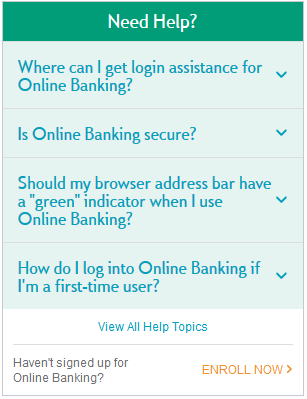 Need Help?
Where can I get login assistance for
Online Banking?
Is Online Banking secure?
Should my browser address bar have
a "green" indicator when I use
Online Banking?
How do I log into Online Banking if
I'm a first-time user?
View All Help Topics
Haven't signed up for
Online Banking?
ENROLL NOW